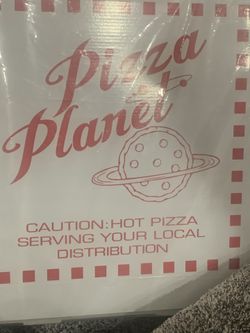 Pizza
Planet
CAUTION:HOT PIZZA
SERVING YOUR LOCAL
DISTRIBUTION